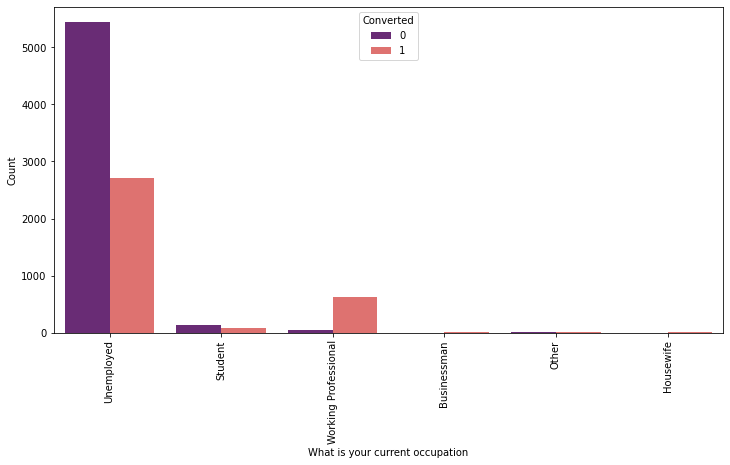 Converted
0
1
5000
4000
3000
2000
1000
0
Count
Unemployed
Student
Working Professional
Businessman
Other
Housewife
What is your current occupation